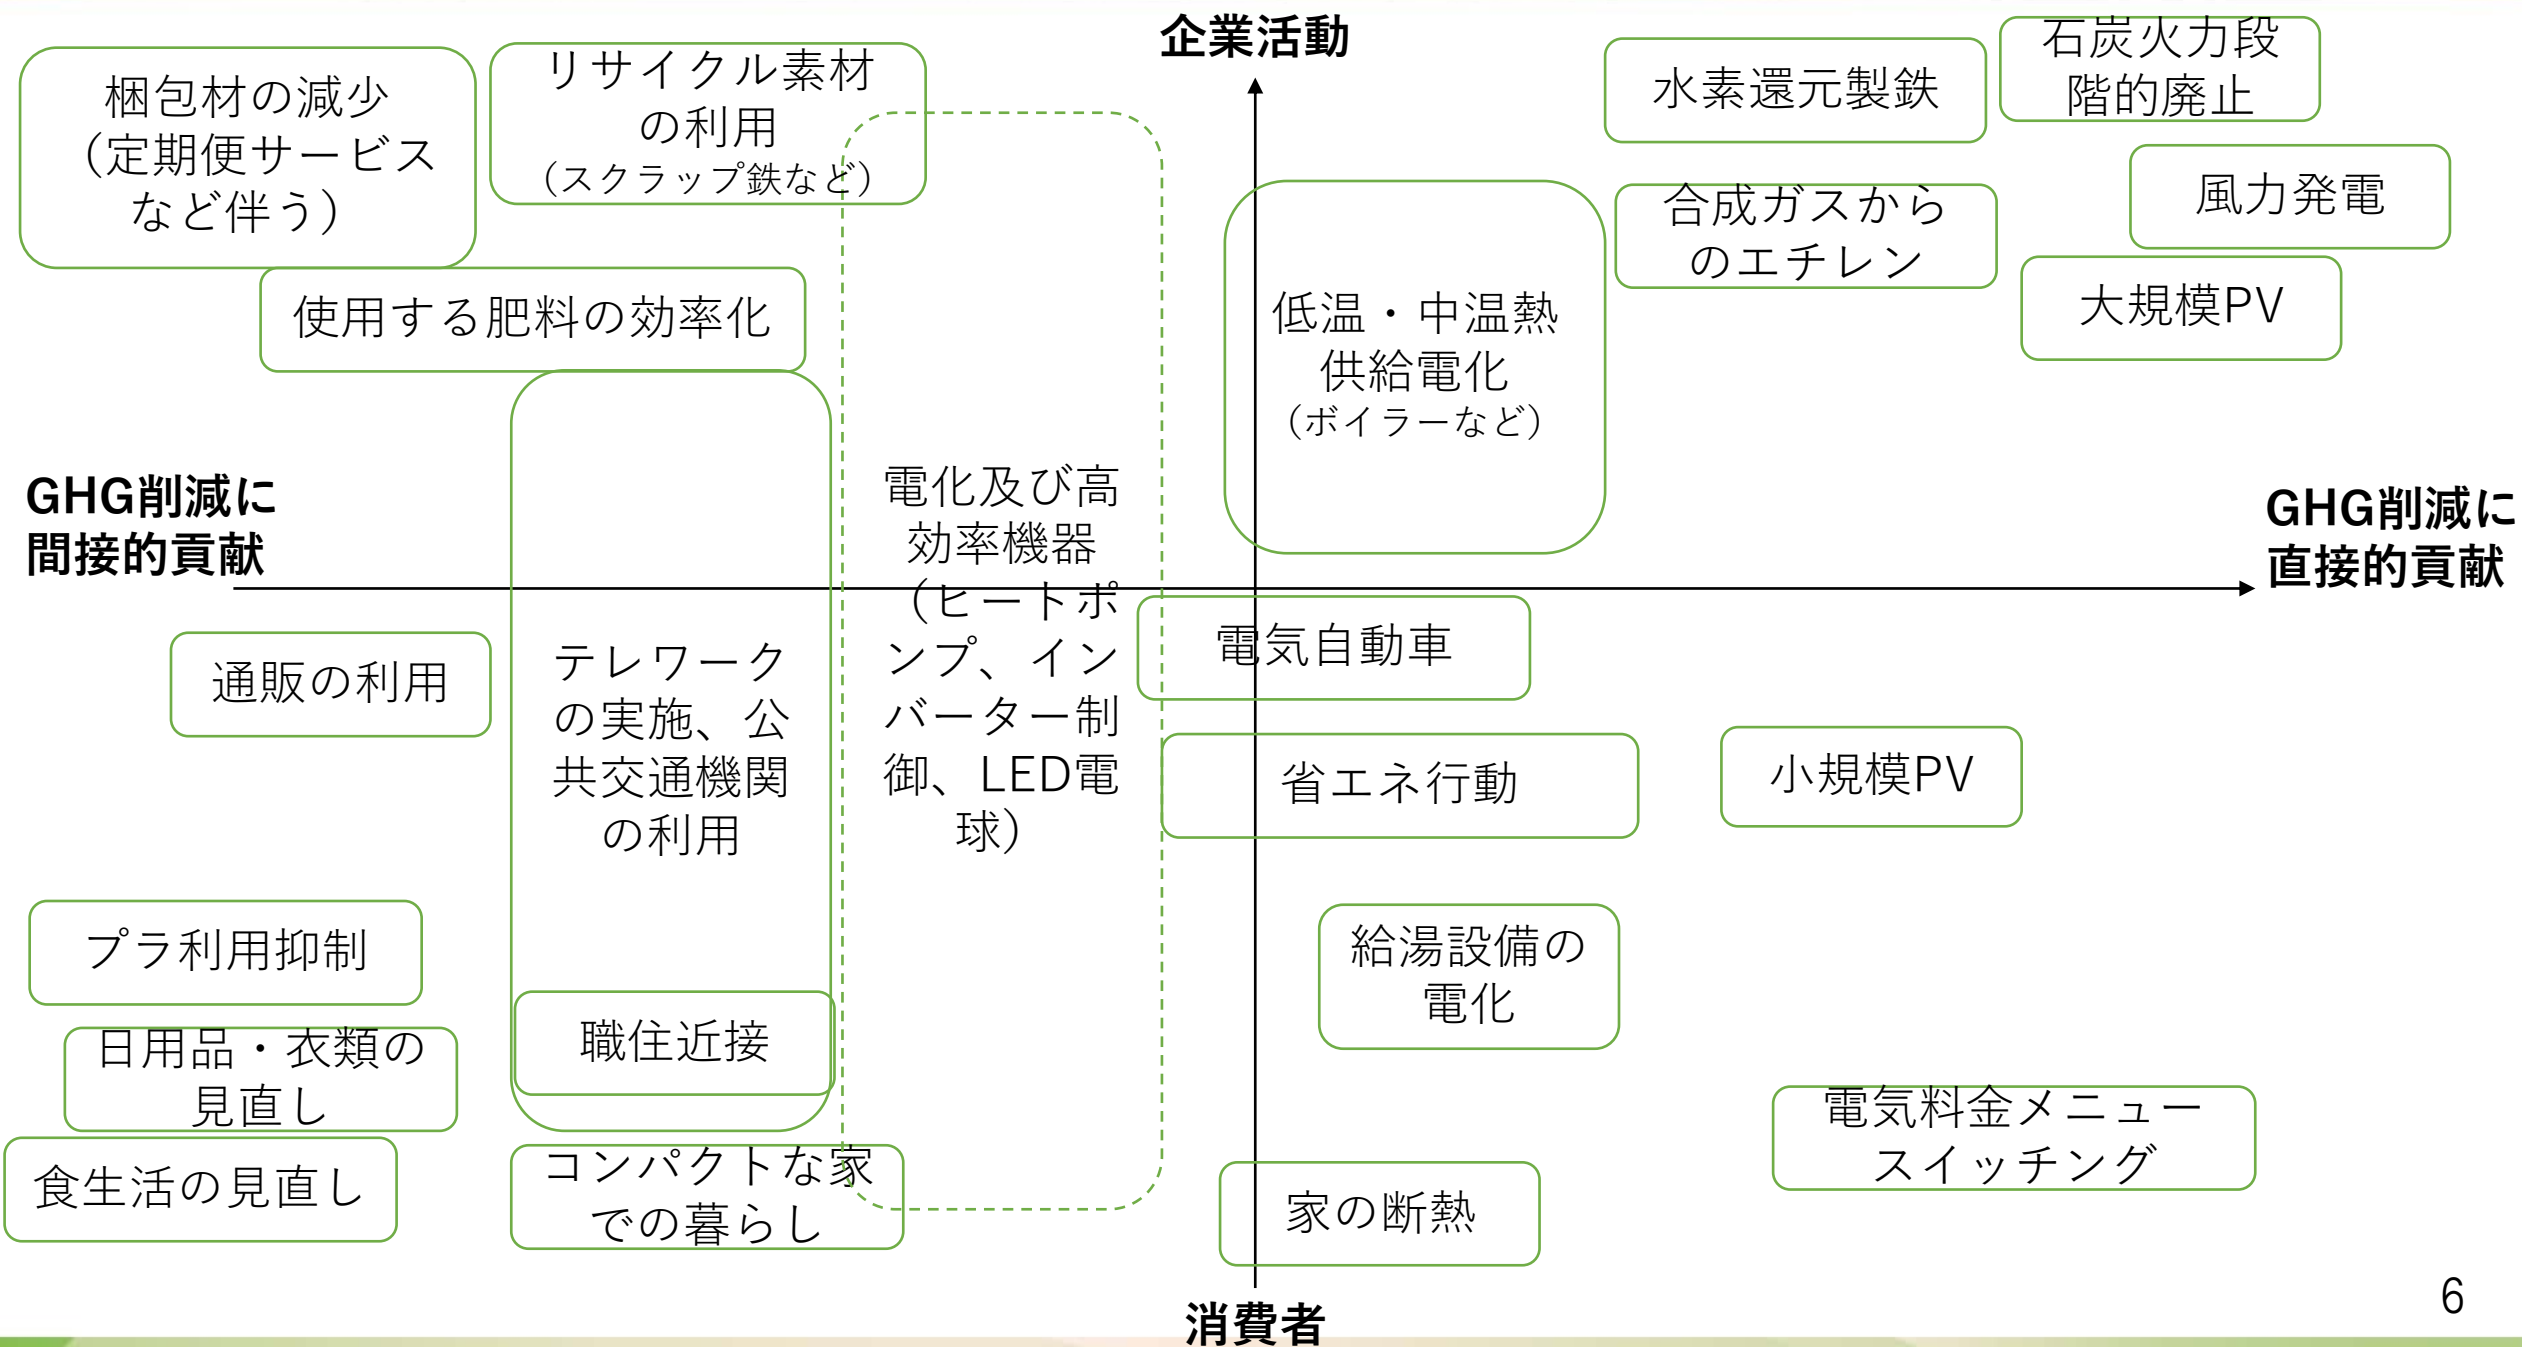 企業活動
梱包材の減少
（定期便サービス
など伴う）
リサイクル素材
の利用
（スクラップ鉄など）
水素還元製鉄
石炭火力段
階的廃止
合成ガスから
のエチレン
風力発電
使用する肥料の効率化
低温・中温熱
供給電化
（ボイラーなど）
大規模PV
GHG削減に
間接的貢献
電化及び高
効率機器
（ヒートポ
ンプ、イン
バーター制
御、LED電
球）
GHG削減に
直接的貢献
通販の利用
テレワーク
の実施、公
共交通機関
の利用
電気自動車
省エネ行動
小規模PV
プラ利用抑制
職住近接
給湯設備の
電化
日用品・衣類の
見直し
電気料金メニュー
スイッチング
食生活の見直し
コンパクトな家
での暮らし
家の断熱
消費者
6